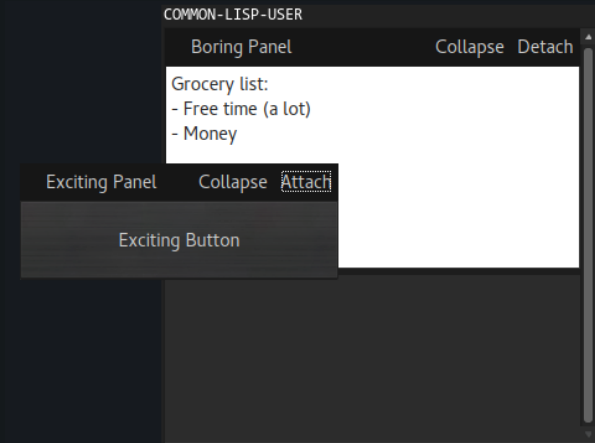 COMMON-LISP-USER
Boring Panel Collapse Detach
Grocery list:
- Free time (a lot)
- Money
Exciting Panel Collapse Attach
Exciting Button